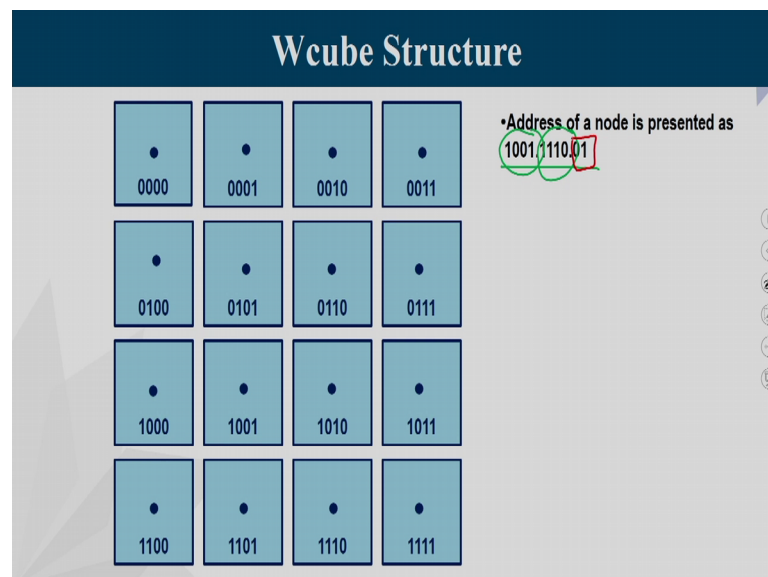 Wcube Structure
•Address of a node is presented as
1001.1110.01
0000 0001 0010 0011
0100 0101 0110 0111
1000 1001 1010 1011
1100 1101 1110 1111